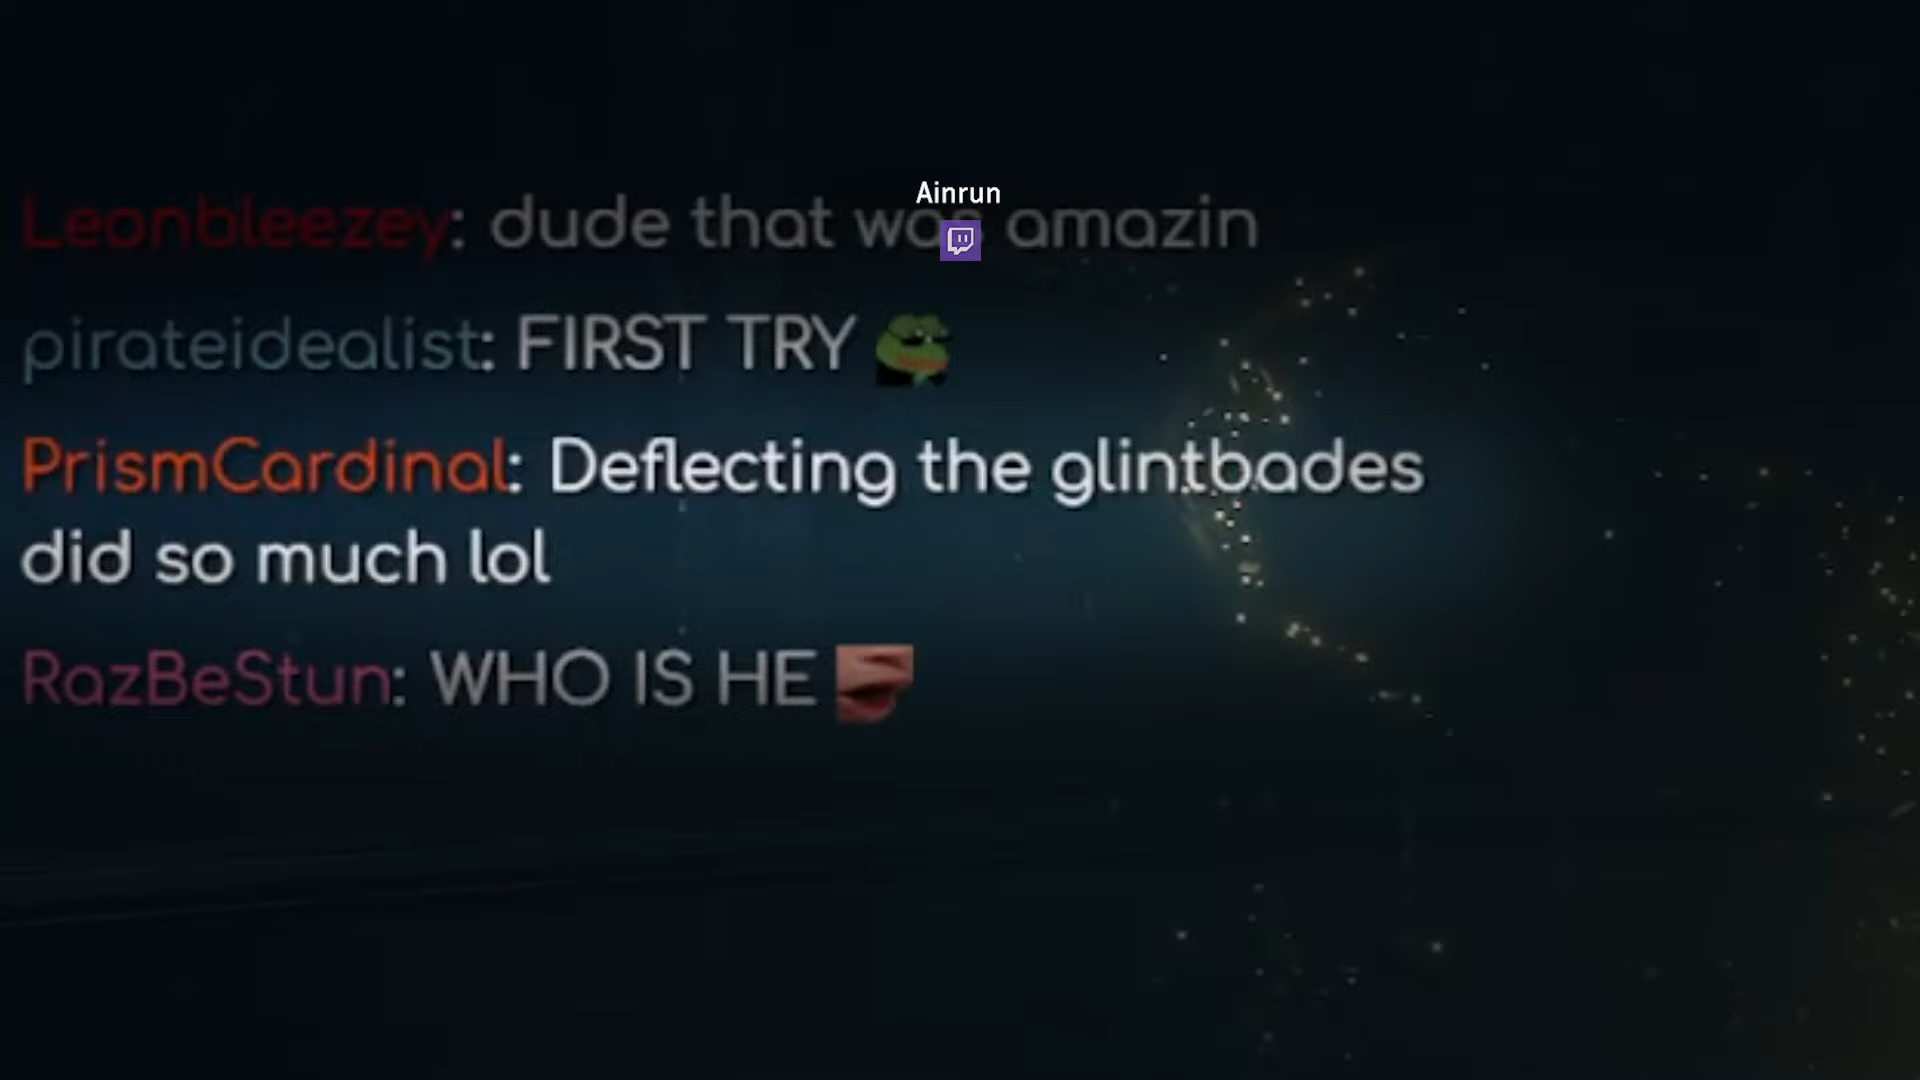 Ainrun
Leonbleezey: dude that was amazin
pirateidealist: FIRST TRY
PrismCardinal: Deflecting the glintbades
did so much lol
RazBeStun: WHO IS HE